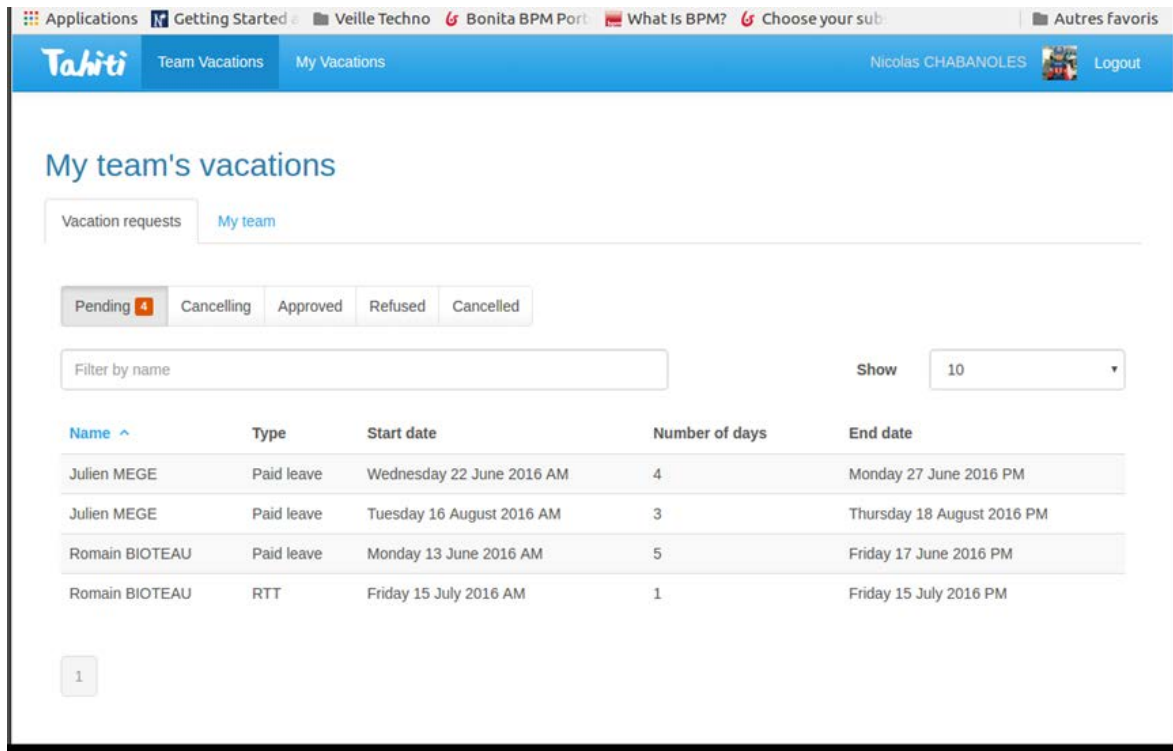 Applications Getting Started a Veille Techno Bonita BPM Port What Is BPM? Choose your sub Autres favoris
Tahiti Team Vacations My Vacations Nicolas CHABANOLES Logout
My team's vacations
Vacation requests My team
Pending 4 Cancelling Approved Refused Cancelled
Filter by name Show 10
Name Type Start date Number of days End date
Julien MEGE Paid leave Wednesday 22 June 2016 AM 4 Monday 27 June 2016 PM
Julien MEGE Paid leave Tuesday 16 August 2016 AM 3 Thursday 18 August 2016 PM
Romain BIOTEAU Paid leave Monday 13 June 2016 AM 5 Friday 17 June 2016 PM
Romain BIOTEAU RTT Friday 15 July 2016 AM 1 Friday 15 July 2016 PM
1